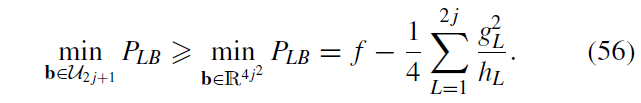 min_{b∈𝒰_{2j+1}} P_{LB} ⩾ min_{b∈ℝ^{4j^2}} P_{LB} = f − \frac{1}{4} \sum_{L=1}^{2j} \frac{g_L^2}{h_L}. (56)